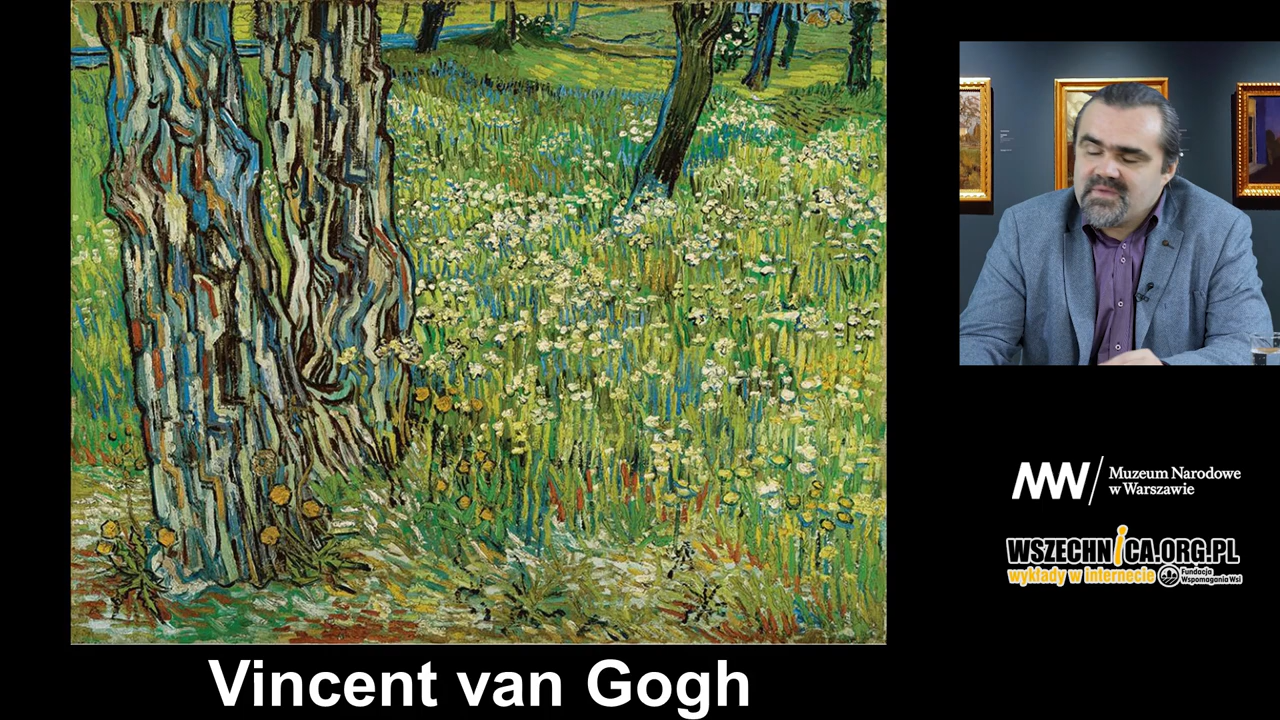 Muzeum Narodowe
w Warszawie
WSZECHNICA.ORG.PL
wykłady w internecie
Fundacja
Wspomagania Wsi
Vincent van Gogh